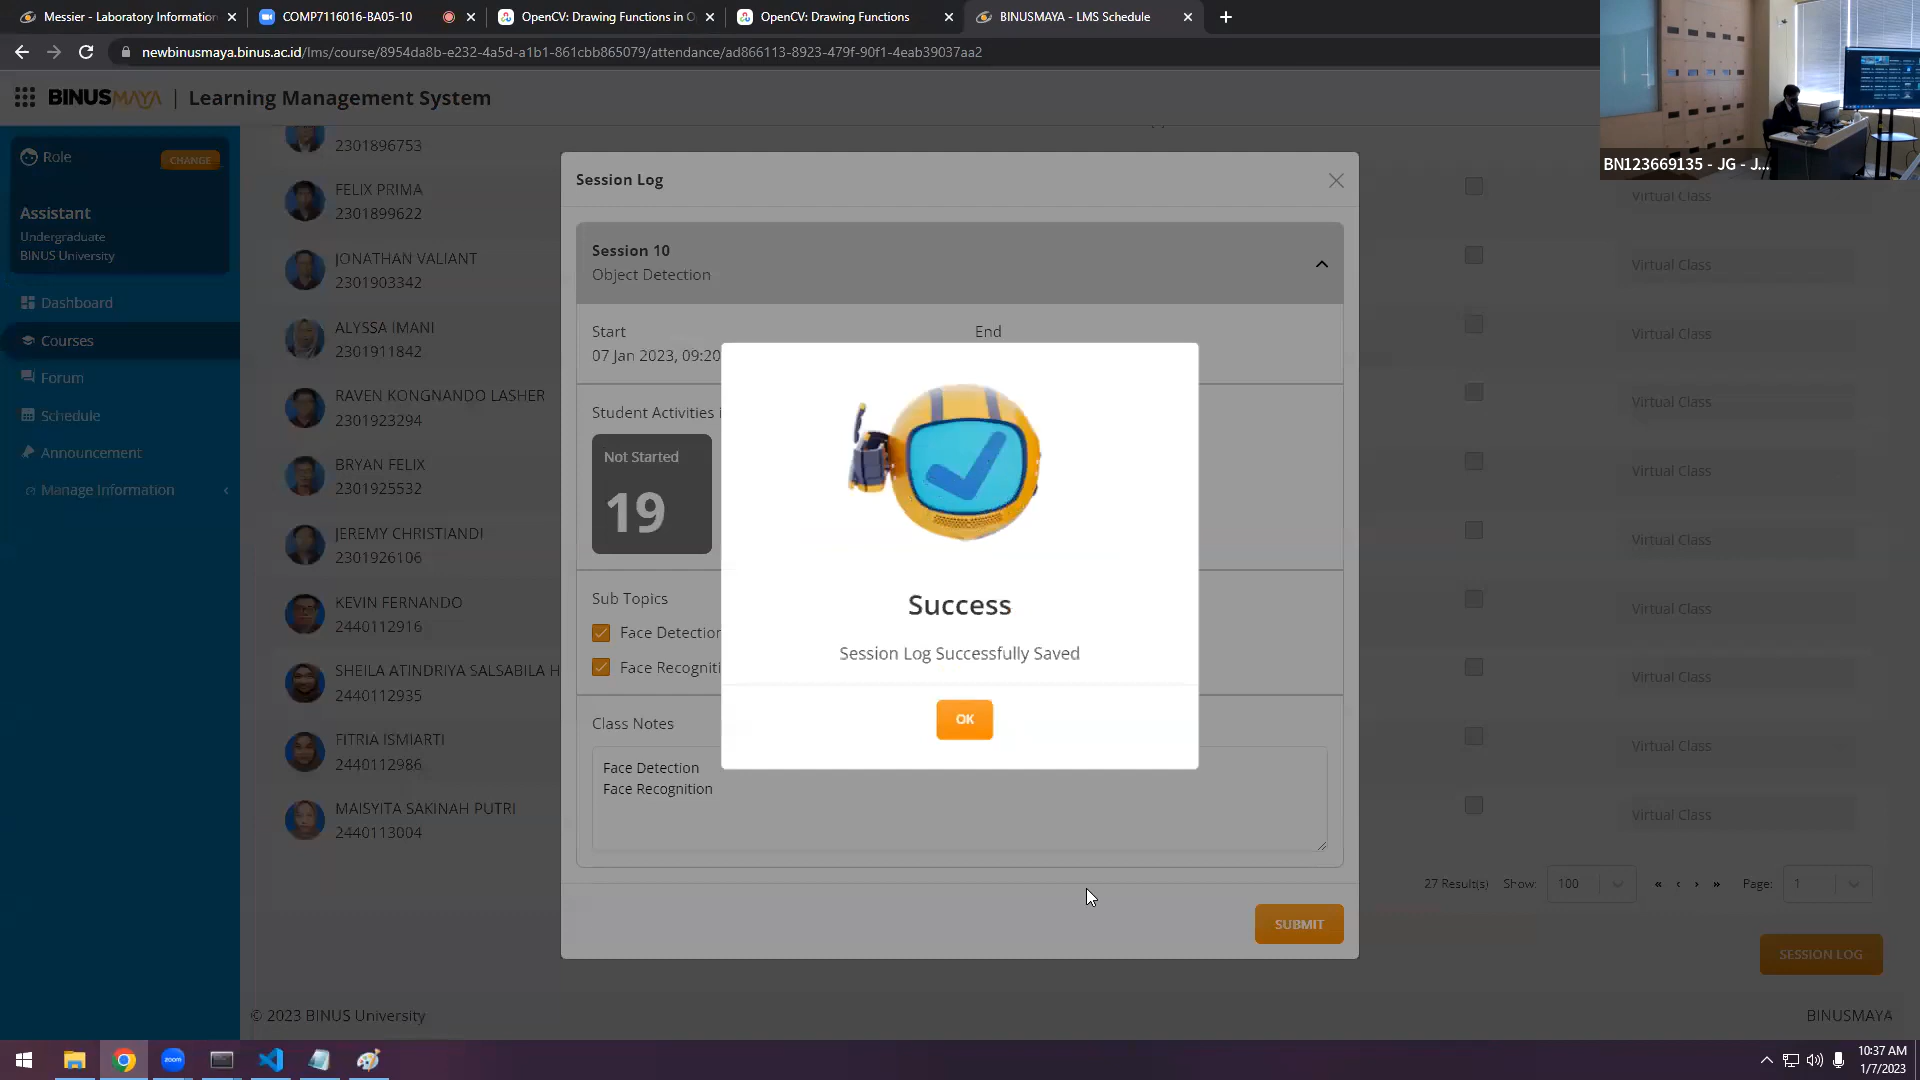 Messier - Laboratory Information
COMP7116016-BA05-10
OpenCV: Drawing Functions in O
OpenCV: Drawing Functions
BINUSMAYA - LMS Schedule
newbinusmaya.binus.ac.id/lms/course/8954da8b-e232-4a5d-a1b1-861cbb865079/attendance/ad866113-8923-479f-90f1-4eab39037aa2
BINUSMAYA | Learning Management System
BN123669135 - JG - J...
Role
CHANGE
Assistant
Undergraduate
BINUS University
Dashboard
Courses
Forum
Schedule
Announcement
Manage Information
2301896753
FELIX PRIMA
2301899622
Virtual Class
JONATHAN VALIANT
2301903342
Virtual Class
ALYSSA IMANI
2301911842
Virtual Class
RAVEN KONGNANDO LASHER
2301923294
Virtual Class
BRYAN FELIX
2301925532
Virtual Class
JEREMY CHRISTIANDI
2301926106
Virtual Class
KEVIN FERNANDO
2440112916
Virtual Class
SHEILA ATINDRIYA SALSABILA H
2440112935
Virtual Class
FITRIA ISMIARTI
2440112986
Virtual Class
MAISYITA SAKINAH PUTRI
2440113004
Virtual Class
Session Log
Session 10
Object Detection
Start
End
07 Jan 2023, 09:20
Student Activities
Not Started
19
Sub Topics
Face Detection
Face Recogniti
Class Notes
Face Detection
Face Recognition
SUBMIT
Success
Session Log Successfully Saved
OK
27 Result(s) Show: 100 « ‹ › » Page: 1
SESSION LOG
© 2023 BINUS University
BINUSMAYA
zoom
10:37 AM
1/7/2023